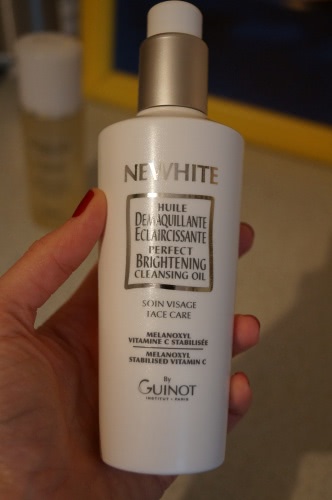 NEWHITE
HUILE
DEMAQUILLANTE
ECLAIRCISSANTE
PERFECT
BRIGHTENING
CLEANSING OIL
SOIN VISAGE
FACE CARE
MELANOXYL
VITAMINE C STABILISÉE
MELANOXYL
STABILISED VITAMIN C
By
GUINOT
INSTITUT • PARIS